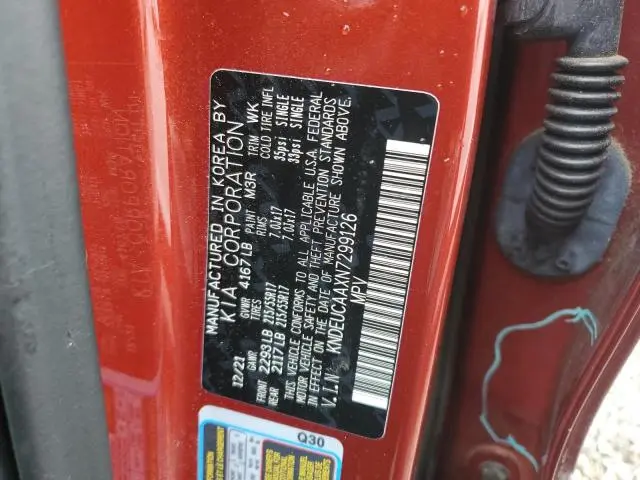 MANUFACTURED IN KOREA BY
KIA CORPORATION
12/21 GVWR 4167LB PAINT M3R TRIM WK
GAWR TIRES RIMS COLD TIRE INFL
FRONT 2293LB 215/55R17 7.0Jx17 35psi SINGLE
REAR 2117LB 215/55R17 7.0Jx17 33psi SINGLE
THIS VEHICLE CONFORMS TO ALL APPLICABLE U.S.A. FEDERAL
MOTOR VEHICLE SAFETY AND THEFT PREVENTION STANDARDS
IN EFFECT ON THE DATE OF MANUFACTURE SHOWN ABOVE.
V.I.N. KNDEUCAAXN7299126
MPV
Q30